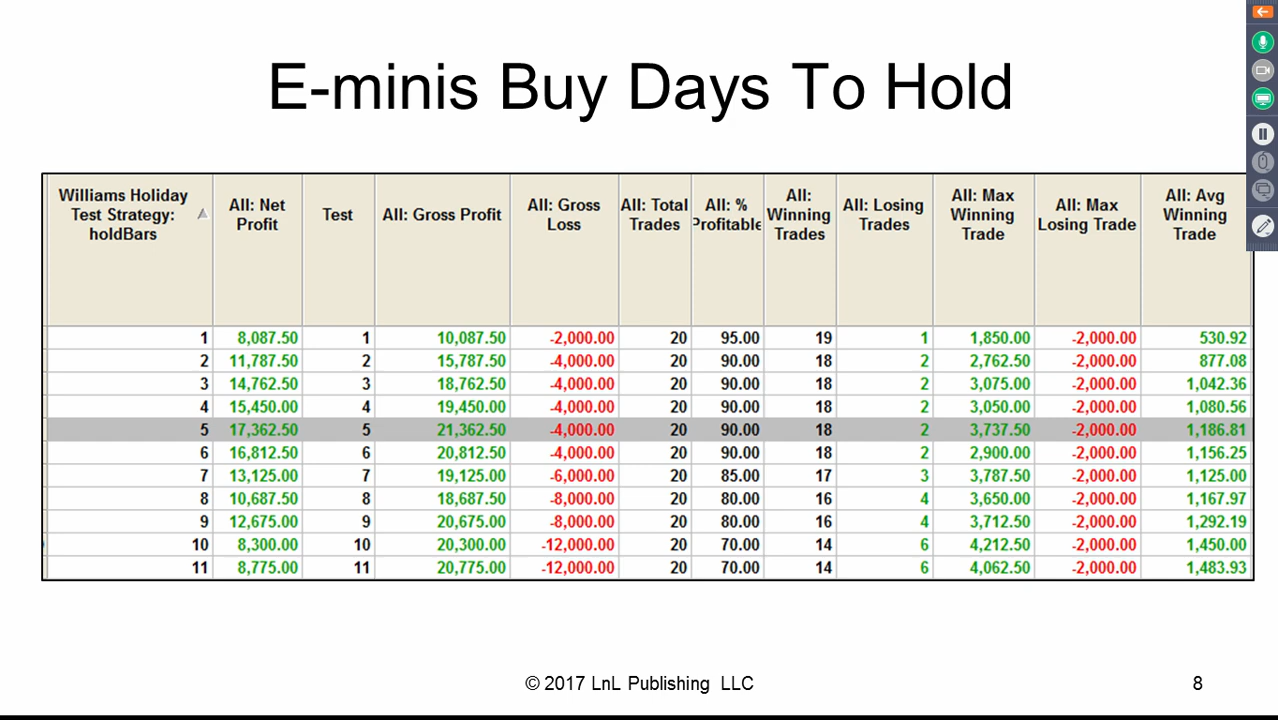 E-minis Buy Days To Hold
Williams Holiday Test Strategy: holdBars All: Net Profit Test All: Gross Profit All: Gross Loss All: Total Trades All: % Profitable All: Winning Trades All: Losing Trades All: Max Winning Trade All: Max Losing Trade All: Avg Winning Trade
1 8,087.50 1 10,087.50 -2,000.00 20 95.00 19 1 1,850.00 -2,000.00 530.92
2 11,787.50 2 15,787.50 -4,000.00 20 90.00 18 2 2,762.50 -2,000.00 877.08
3 14,762.50 3 18,762.50 -4,000.00 20 90.00 18 2 3,075.00 -2,000.00 1,042.36
4 15,450.00 4 19,450.00 -4,000.00 20 90.00 18 2 3,050.00 -2,000.00 1,080.56
5 17,362.50 5 21,362.50 -4,000.00 20 90.00 18 2 3,737.50 -2,000.00 1,186.81
6 16,812.50 6 20,812.50 -4,000.00 20 90.00 18 2 2,900.00 -2,000.00 1,156.25
7 13,125.00 7 19,125.00 -6,000.00 20 85.00 17 3 3,787.50 -2,000.00 1,125.00
8 10,687.50 8 18,687.50 -8,000.00 20 80.00 16 4 3,650.00 -2,000.00 1,167.97
9 12,675.00 9 20,675.00 -8,000.00 20 80.00 16 4 3,712.50 -2,000.00 1,292.19
10 8,300.00 10 20,300.00 -12,000.00 20 70.00 14 6 4,212.50 -2,000.00 1,450.00
11 8,775.00 11 20,775.00 -12,000.00 20 70.00 14 6 4,062.50 -2,000.00 1,483.93
© 2017 LnL Publishing LLC 8